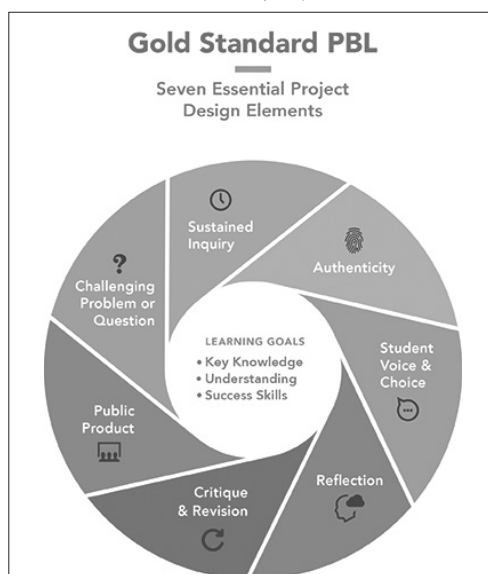 Gold Standard PBL
Seven Essential Project
Design Elements
Sustained
Inquiry
Authenticity
Student
Voice &
Choice
Reflection
Critique
& Revision
Public
Product
?
Challenging
Problem or
Question
LEARNING GOALS
• Key Knowledge
• Understanding
• Success Skills